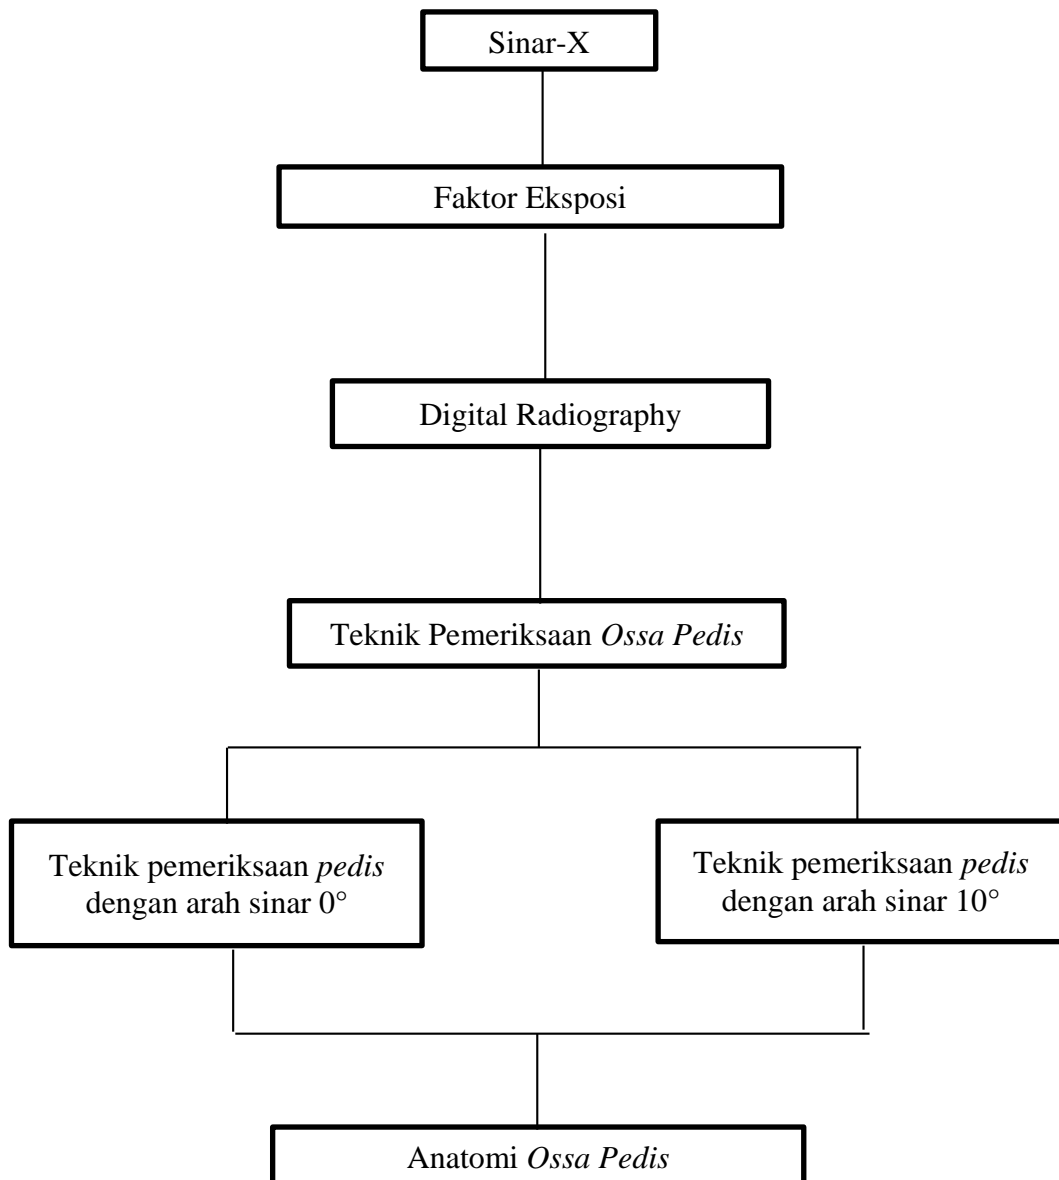 Sinar-X
Faktor Eksposi
Digital Radiography
Teknik Pemeriksaan Ossa Pedis
Teknik pemeriksaan pedis
dengan arah sinar 0°
Teknik pemeriksaan pedis
dengan arah sinar 10°
Anatomi Ossa Pedis